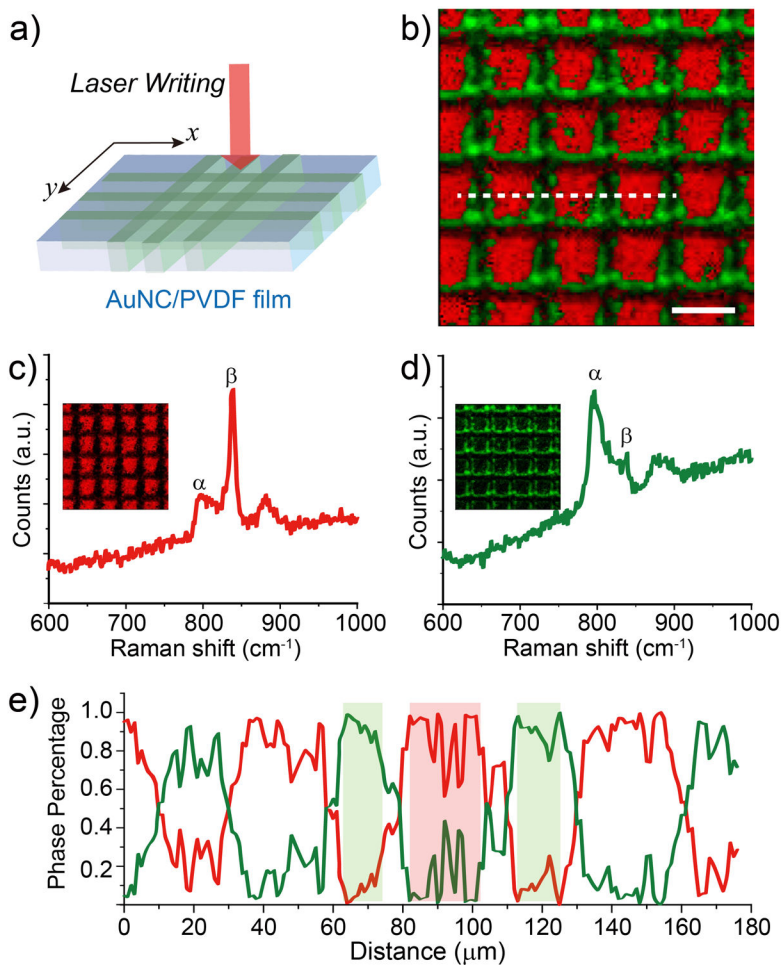 a)
Laser Writing
x
y
AuNC/PVDF film
b)
c)
β
α
Counts (a.u.)
600 700 800 900 1000
Raman shift (cm⁻¹)
d)
α
β
Counts (a.u.)
600 700 800 900 1000
Raman shift (cm⁻¹)
e)
Phase Percentage
1.0
0.8
0.4
0.2
0 20 40 60 80 100 120 140 160 180
Distance (μm)